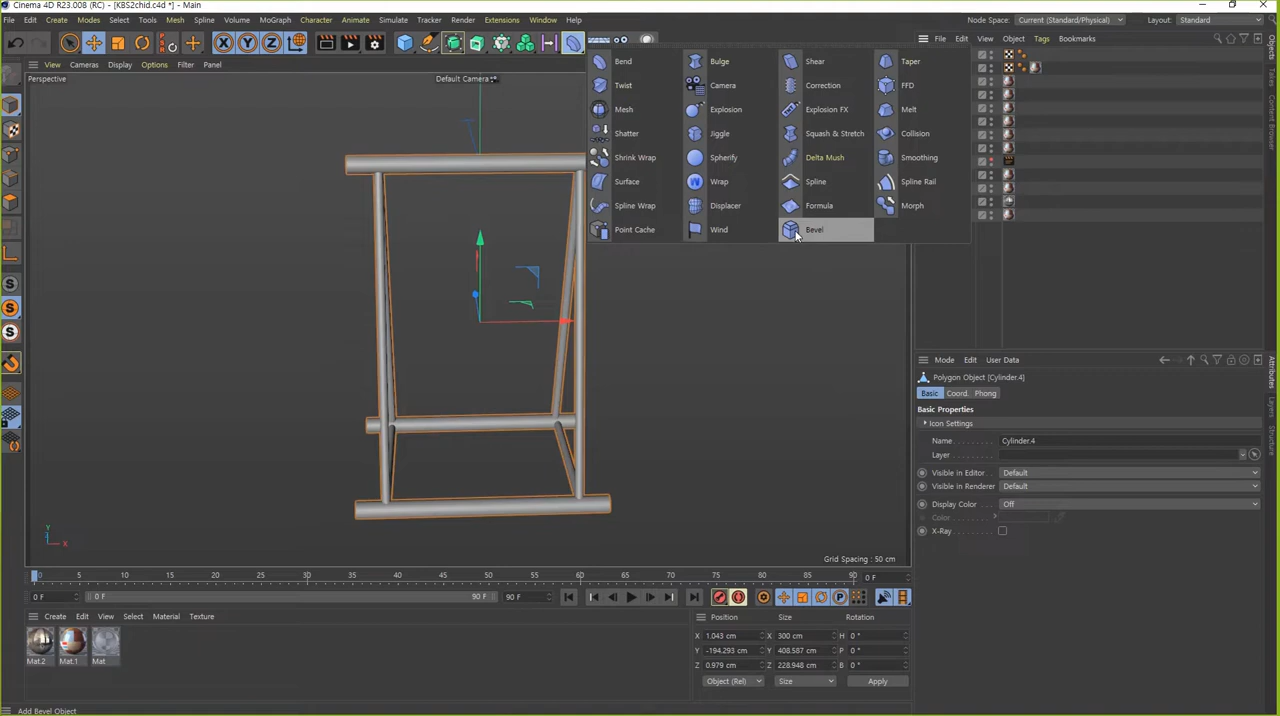 Cinema 4D R23.008 (RC) - [KBS2chid.c4d *] - Main
File Edit Create Modes Select Tools Mesh Spline Volume MoGraph Character Animate Simulate Tracker Render Extensions Window Help
Node Space: Current (Standard/Physical) Layout: Standard
X Y Z
File Edit View Object Tags Bookmarks
View Cameras Display Options Filter Panel
Perspective
Default Camera
Bend Bulge Shear Taper
Twist Camera Correction FFD
Mesh Explosion Explosion FX Melt
Shatter Jiggle Squash & Stretch Collision
Shrink Wrap Spherify Delta Mush Smoothing
Surface Wrap Spline Spline Rail
Spline Wrap Displacer Formula Morph
Point Cache Wind Bevel
Objects
Content Browser
Structure
Attributes
Layers
Mode Edit User Data
Polygon Object [Cylinder.4]
Basic Coord. Phong
Basic Properties
Icon Settings
Name Cylinder.4
Layer
Visible in Editor Default
Visible in Renderer Default
Display Color Off
Color
X-Ray
Y
Z
X
Grid Spacing : 50 cm
0 5 10 15 20 25 30 35 40 45 50 55 60 65 70 75 80 85 90 0 F
0 F 0 F 90 F 90 F
Create Edit View Select Material Texture
Mat.2 Mat.1 Mat
Position Size Rotation
X 1.043 cm X 300 cm H 0 °
Y -194.293 cm Y 408.587 cm P 0 °
Z 0.979 cm Z 228.948 cm B 0 °
Object (Rel) Size Apply
Add Bevel Object